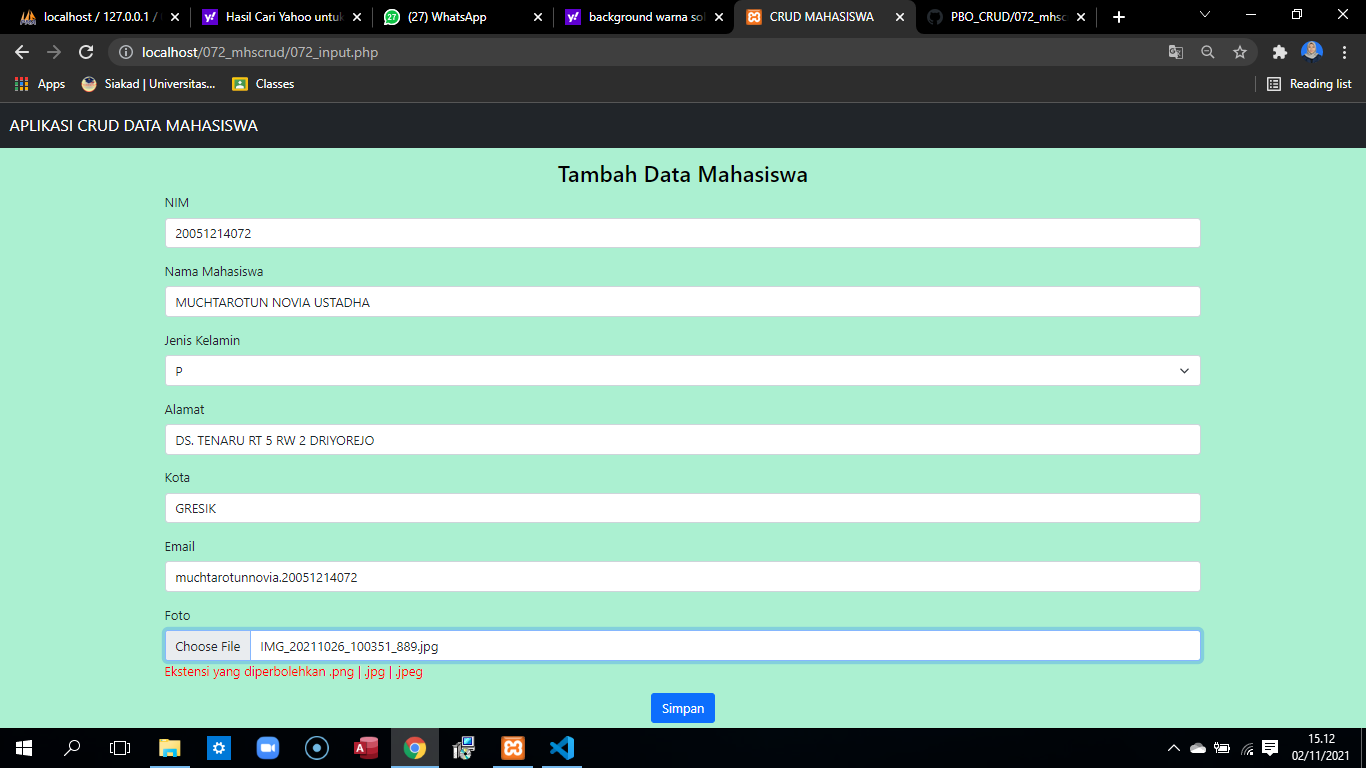 localhost / 127.0.0.1 /
Hasil Cari Yahoo untuk
(27) WhatsApp
background warna sol
CRUD MAHASISWA
PBO_CRUD/072_mhsc
localhost/072_mhscrud/072_input.php
Apps
Siakad | Universitas...
Classes
Reading list
APLIKASI CRUD DATA MAHASISWA
Tambah Data Mahasiswa
NIM
20051214072
Nama Mahasiswa
MUCHTAROTUN NOVIA USTADHA
Jenis Kelamin
P
Alamat
DS. TENARU RT 5 RW 2 DRIYOREJO
Kota
GRESIK
Email
muchtarotunnovia.20051214072
Foto
Choose File IMG_20211026_100351_889.jpg
Ekstensi yang diperbolehkan .png | .jpg | .jpeg
Simpan
15.12
02/11/2021